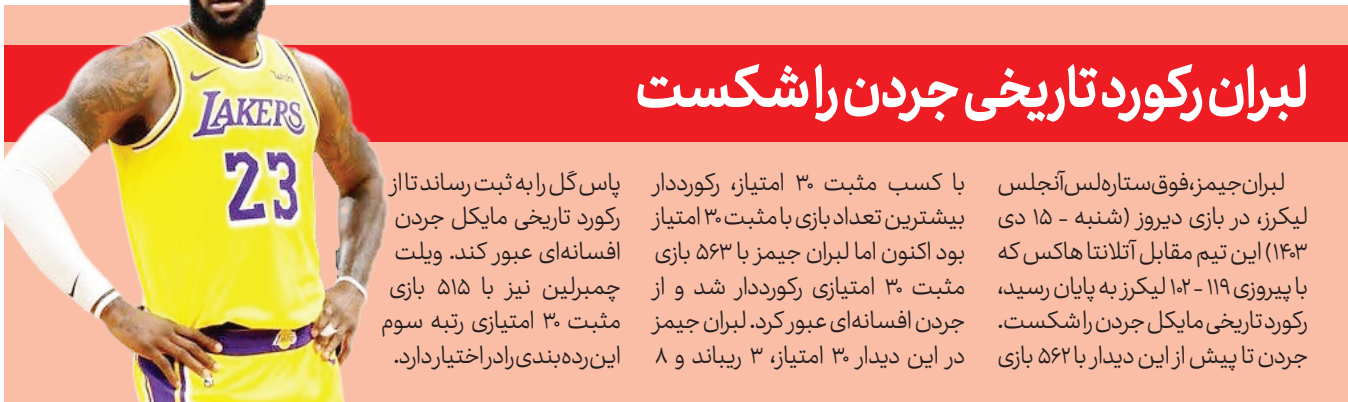 لبران رکورد تاریخی جردن را شکست
لبران جیمز، فوق ستاره لس آنجلس
لیکرز، در بازی دیروز (شنبه - ۱۵ دی
۱۴۰۳) این تیم مقابل آتلانتا هاکس که
با پیروزی ۱۱۹ - ۱۰۲ لیکرز به پایان رسید،
رکورد تاریخی مایکل جردن را شکست.
جردن تا پیش از این دیدار با ۵۶۲ بازی
با کسب مثبت ۳۰ امتیاز، رکورددار
بیشترین تعداد بازی با مثبت ۳۰ امتیاز
بود اکنون اما لبران جیمز با ۵۶۳ بازی
مثبت ۳۰ امتیازی رکورددار شد و از
جردن افسانه‌ای عبور کرد. لبران جیمز
در این دیدار ۳۰ امتیاز، ۳ ریباند و ۸
پاس گل را به ثبت رساند تا از
رکورد تاریخی مایکل جردن
افسانه‌ای عبور کند. ویلت
چمبرلین نیز با ۵۱۵ بازی
مثبت ۳۰ امتیازی رتبه سوم
این رده‌بندی را در اختیار دارد.
wish
LAKERS
23